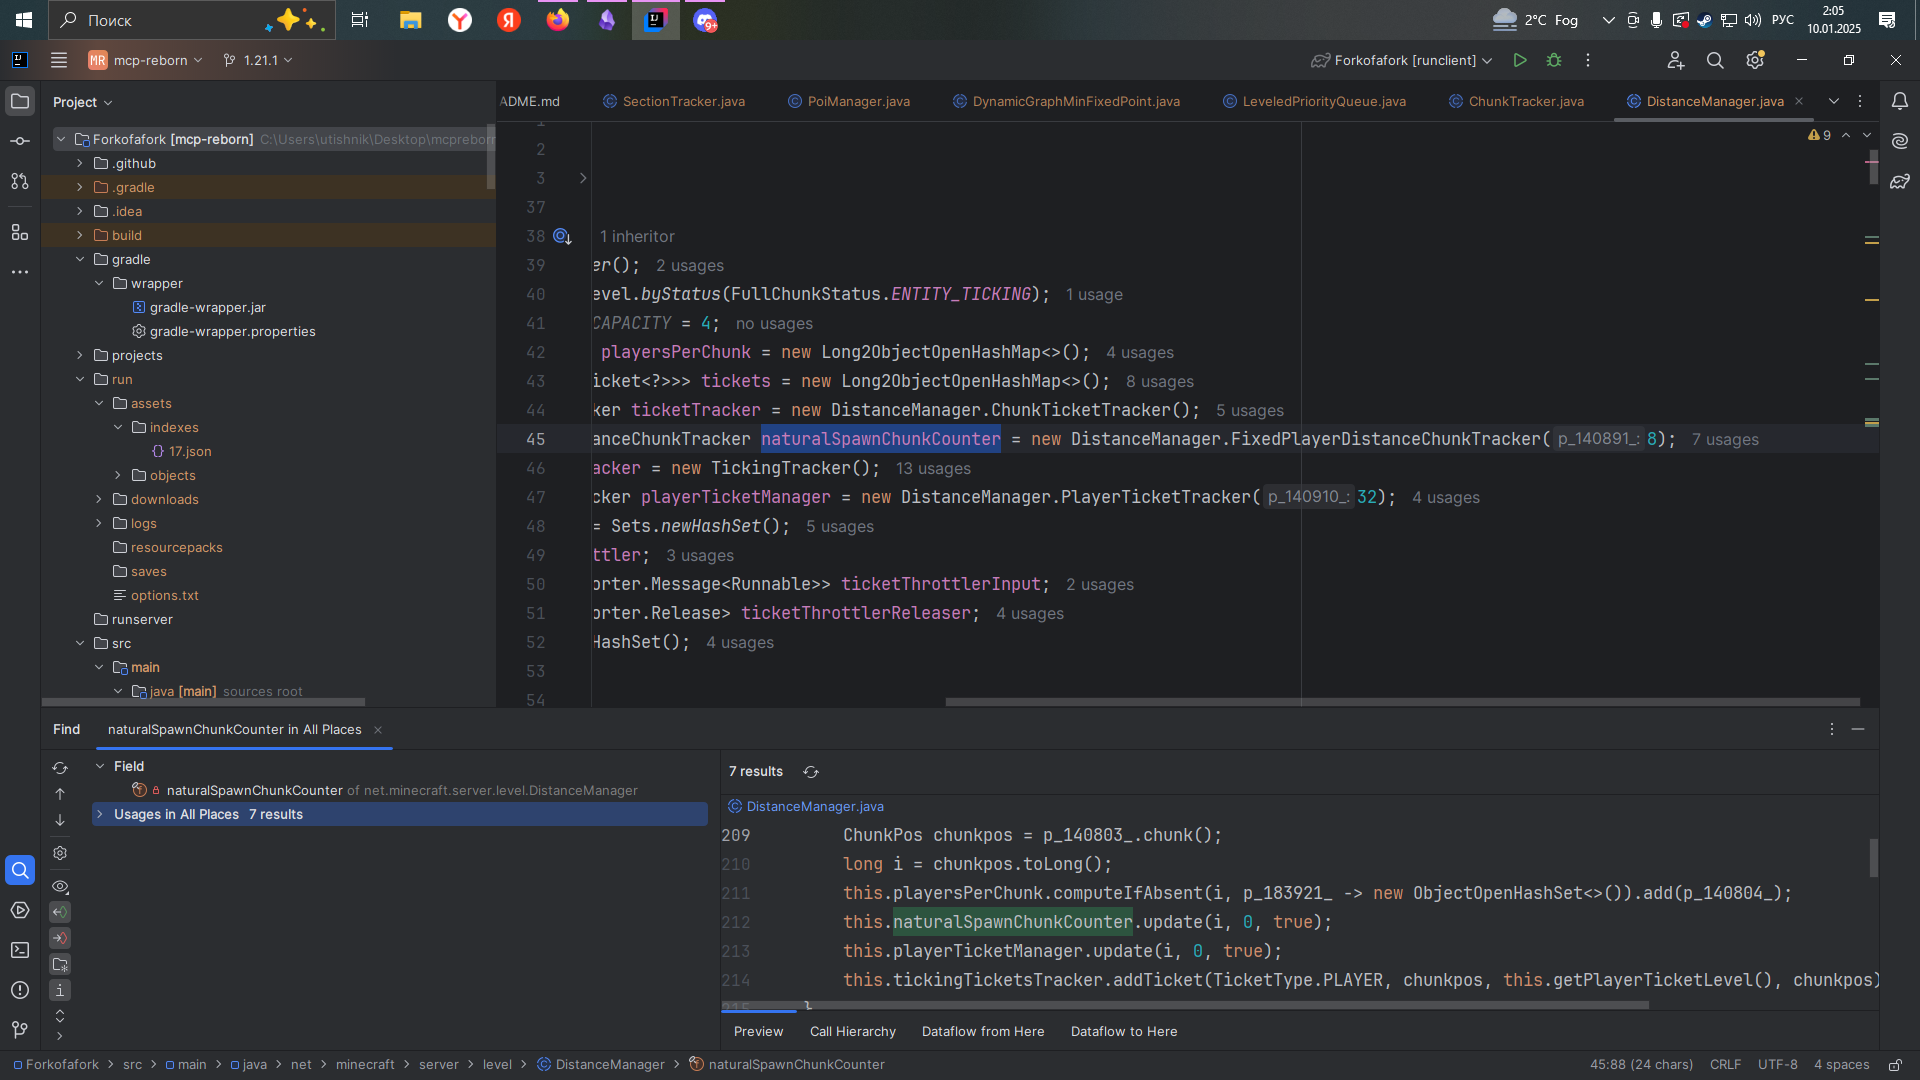 Поиск
9+
2°C Fog
РУС
2:05
10.01.2025
MR mcp-reborn
1.21.1
Forkofafork [runclient]
Project
ADME.md
SectionTracker.java
PoiManager.java
DynamicGraphMinFixedPoint.java
LeveledPriorityQueue.java
ChunkTracker.java
DistanceManager.java
Forkofafork [mcp-reborn] C:\Users\utishnik\Desktop\mcpreborn
.github
.gradle
.idea
build
gradle
wrapper
gradle-wrapper.jar
gradle-wrapper.properties
projects
run
assets
indexes
17.json
objects
downloads
logs
resourcepacks
saves
options.txt
runserver
src
main
java [main] sources root
9
1
2
3
37
38 1 inheritor
39 er(); 2 usages
40 evel.byStatus(FullChunkStatus.ENTITY_TICKING); 1 usage
41 CAPACITY = 4; no usages
42 playersPerChunk = new Long2ObjectOpenHashMap<>(); 4 usages
43 icket<?>>> tickets = new Long2ObjectOpenHashMap<>(); 8 usages
44 ker ticketTracker = new DistanceManager.ChunkTicketTracker(); 5 usages
45 anceChunkTracker naturalSpawnChunkCounter = new DistanceManager.FixedPlayerDistanceChunkTracker( p_140891_: 8); 7 usages
46 acker = new TickingTracker(); 13 usages
47 cker playerTicketManager = new DistanceManager.PlayerTicketTracker( p_140910_: 32); 4 usages
48 = Sets.newHashSet(); 5 usages
49 ttler; 3 usages
50 orter.Message<Runnable>> ticketThrottlerInput; 2 usages
51 orter.Release> ticketThrottlerReleaser; 4 usages
52 HashSet(); 4 usages
53
54
Find
naturalSpawnChunkCounter in All Places
Field
naturalSpawnChunkCounter of net.minecraft.server.level.DistanceManager
Usages in All Places 7 results
7 results
DistanceManager.java
209 ChunkPos chunkpos = p_140803_.chunk();
210 long i = chunkpos.toLong();
211 this.playersPerChunk.computeIfAbsent(i, p_183921_ -> new ObjectOpenHashSet<>()).add(p_140804_);
212 this.naturalSpawnChunkCounter.update(i, 0, true);
213 this.playerTicketManager.update(i, 0, true);
214 this.tickingTicketsTracker.addTicket(TicketType.PLAYER, chunkpos, this.getPlayerTicketLevel(), chunkpos)
215 }
Preview
Call Hierarchy
Dataflow from Here
Dataflow to Here
Forkofafork > src > main > java > net > minecraft > server > level > DistanceManager > naturalSpawnChunkCounter
45:88 (24 chars)
CRLF
UTF-8
4 spaces